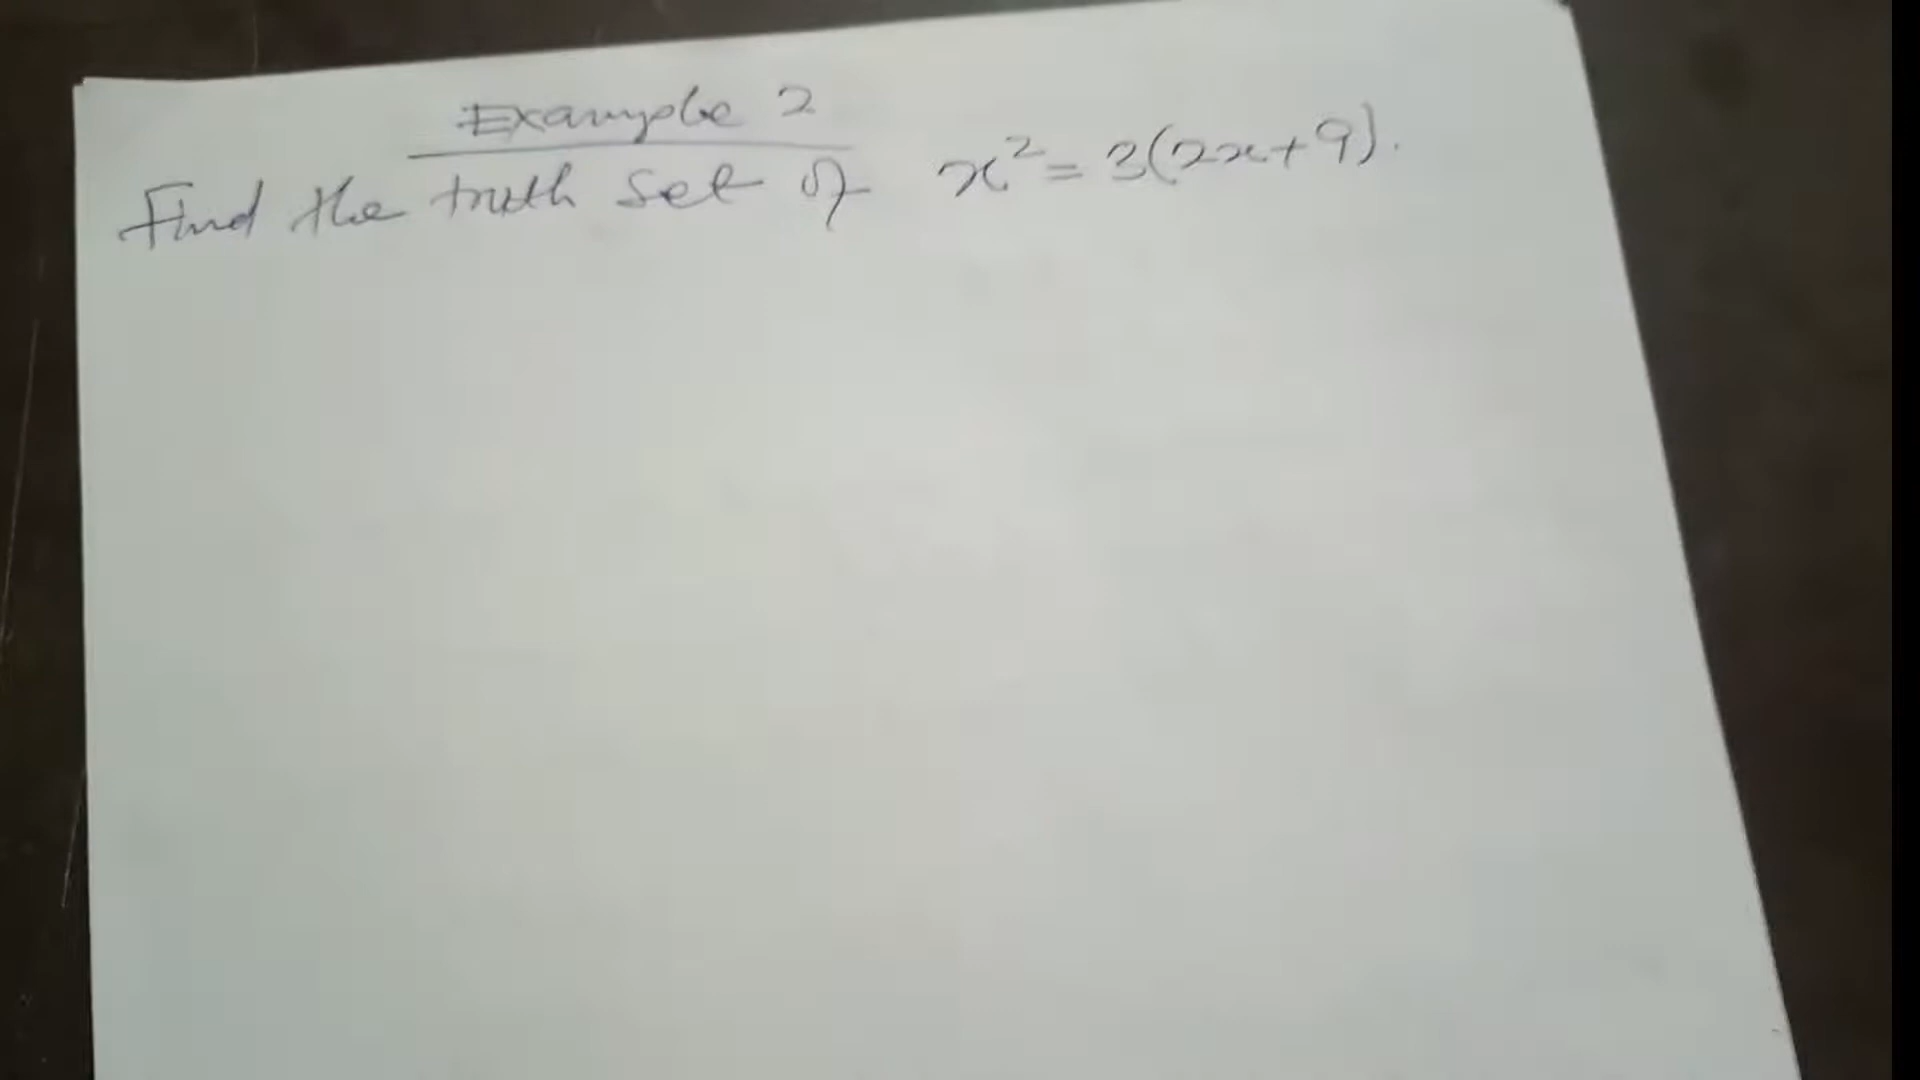 Example 2
Find the truth set of x² = 3(2x+9).